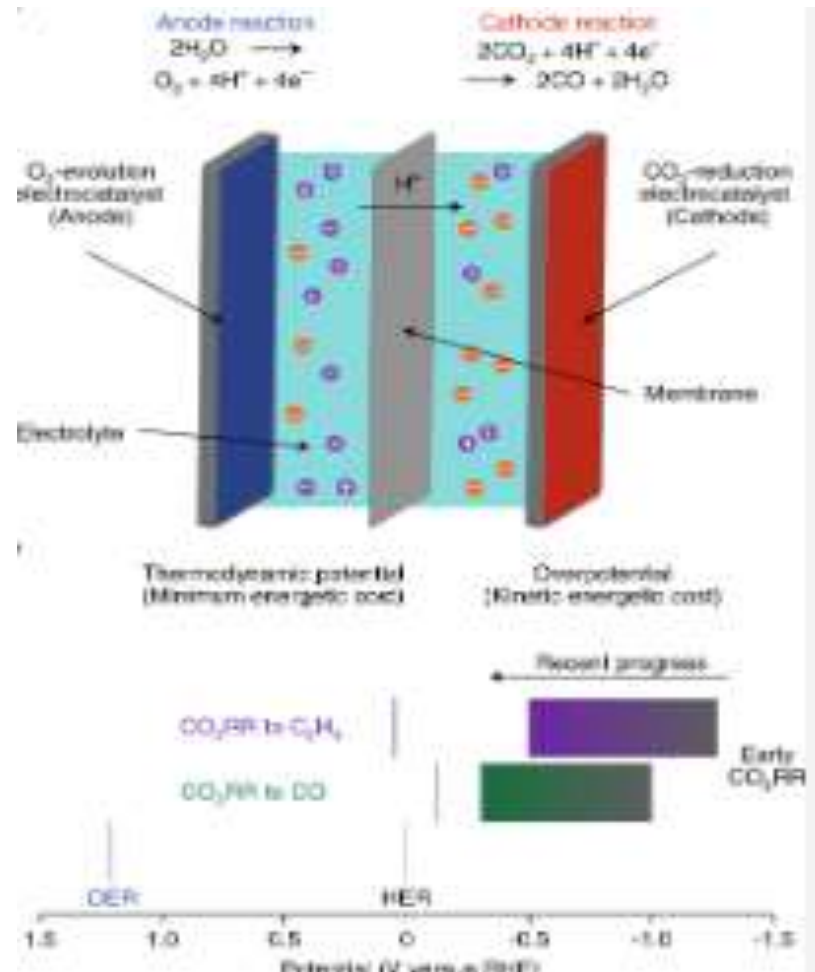 Anode reaction
2H₂O ⟶
O₂ + 4H⁺ + 4e⁻
Cathode reaction
2CO₂ + 4H⁺ + 4e⁻
⟶ 2CO + 2H₂O
O₂-evolution
electrocatalyst
(Anode)
H⁺
CO₂-reduction
electrocatalyst
(Cathode)
Membrane
Electrolyte
Thermodynamic potential
(Minimum energetic cost)
Overpotential
(Kinetic energetic cost)
Recent progress
CO₂RR to C₂H₄
Early
CO₂RR
CO₂RR to CO
OER
HER
1.5 1.0 0.5 0 -0.5 -1.0 -1.5
Potential (V versus RHE)